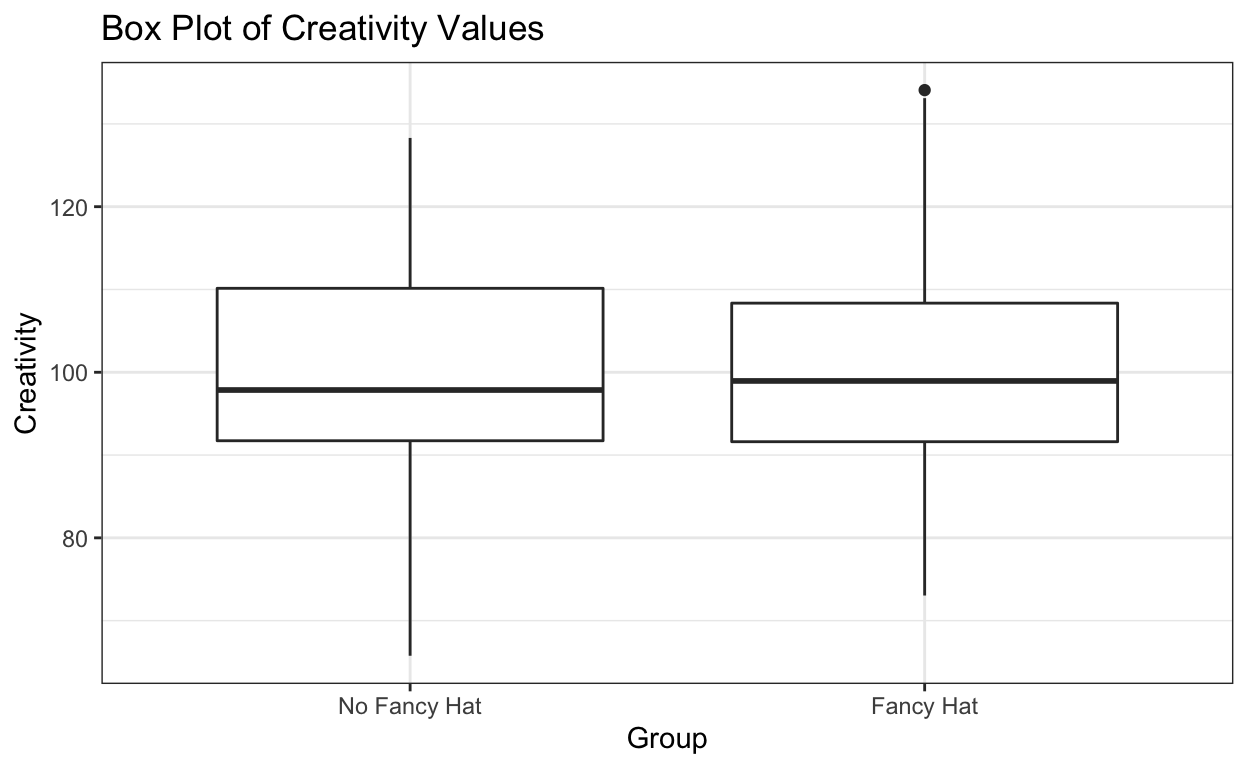 Box Plot of Creativity Values
120
100
80
Creativity
No Fancy Hat
Fancy Hat
Group